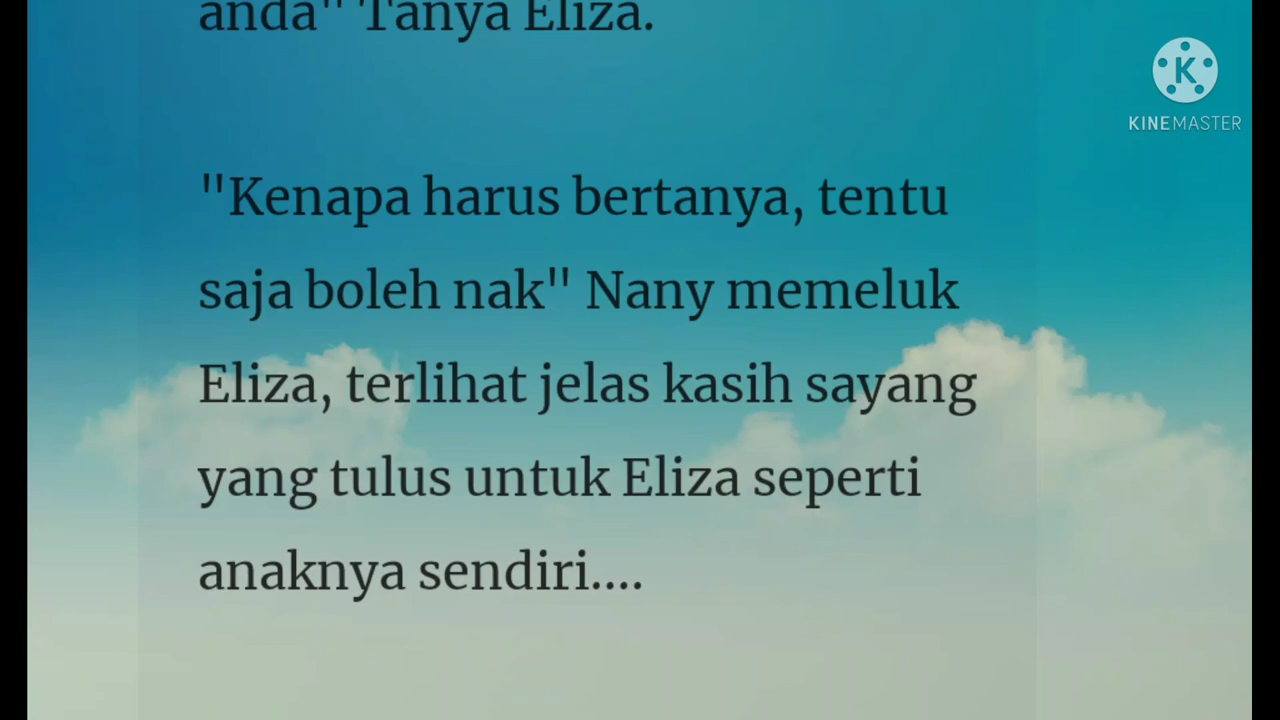 anda" Tanya Eliza.
KINEMASTER
"Kenapa harus bertanya, tentu
saja boleh nak" Nany memeluk
Eliza, terlihat jelas kasih sayang
yang tulus untuk Eliza seperti
anaknya sendiri....